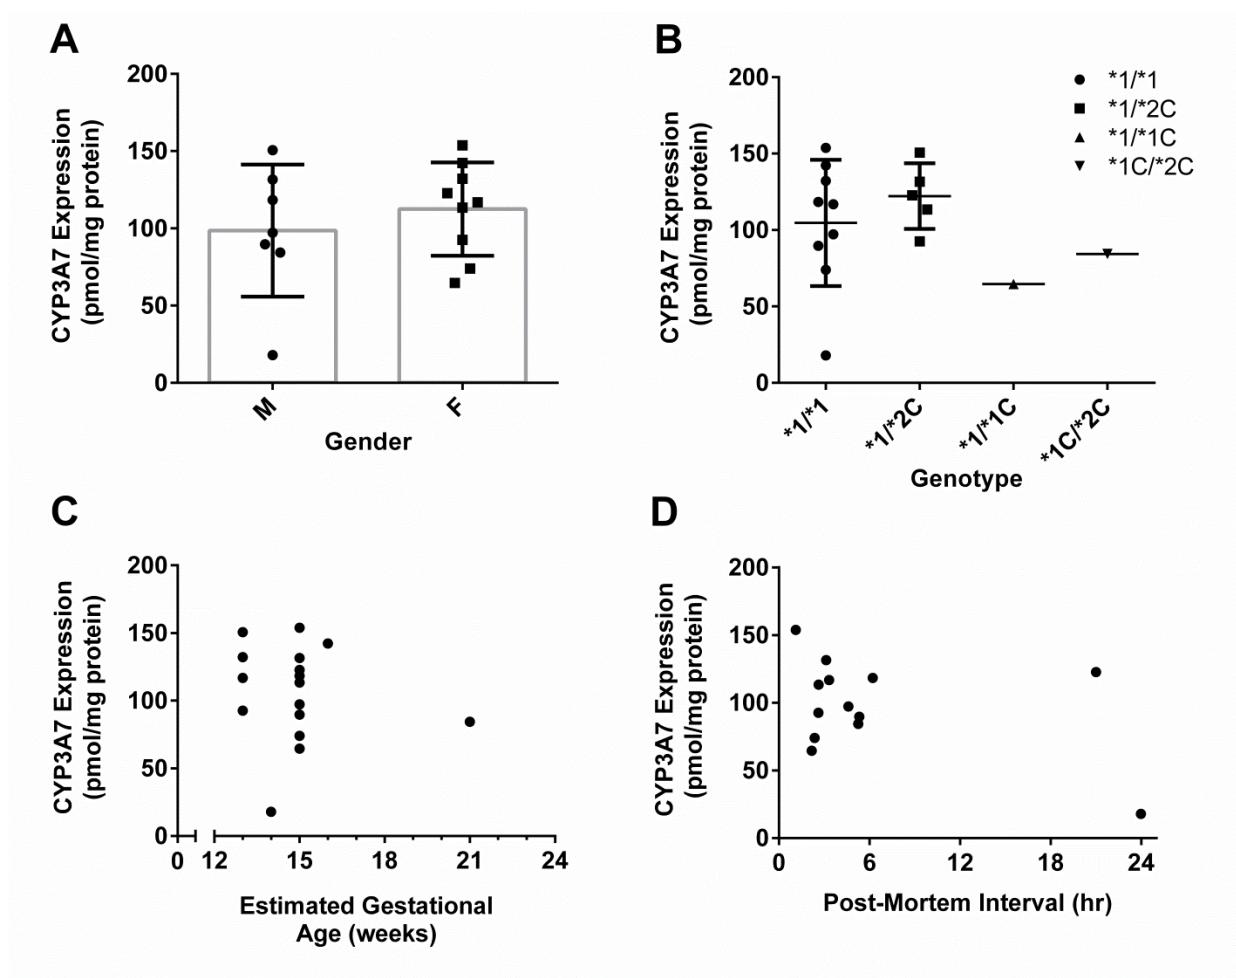 A
CYP3A7 Expression
(pmol/mg protein)
200
150
100
50
0
M
F
Gender
B
CYP3A7 Expression
(pmol/mg protein)
200
150
100
50
0
*1/*1
*1/*2C
*1/*1C
*1C/*2C
*1/*1
*1/*2C
*1/*1C
*1C/*2C
Genotype
C
CYP3A7 Expression
(pmol/mg protein)
200
150
100
50
0
0 12 15 18 21 24
Estimated Gestational
Age (weeks)
D
CYP3A7 Expression
(pmol/mg protein)
200
150
100
50
0
0 6 12 18 24
Post-Mortem Interval (hr)